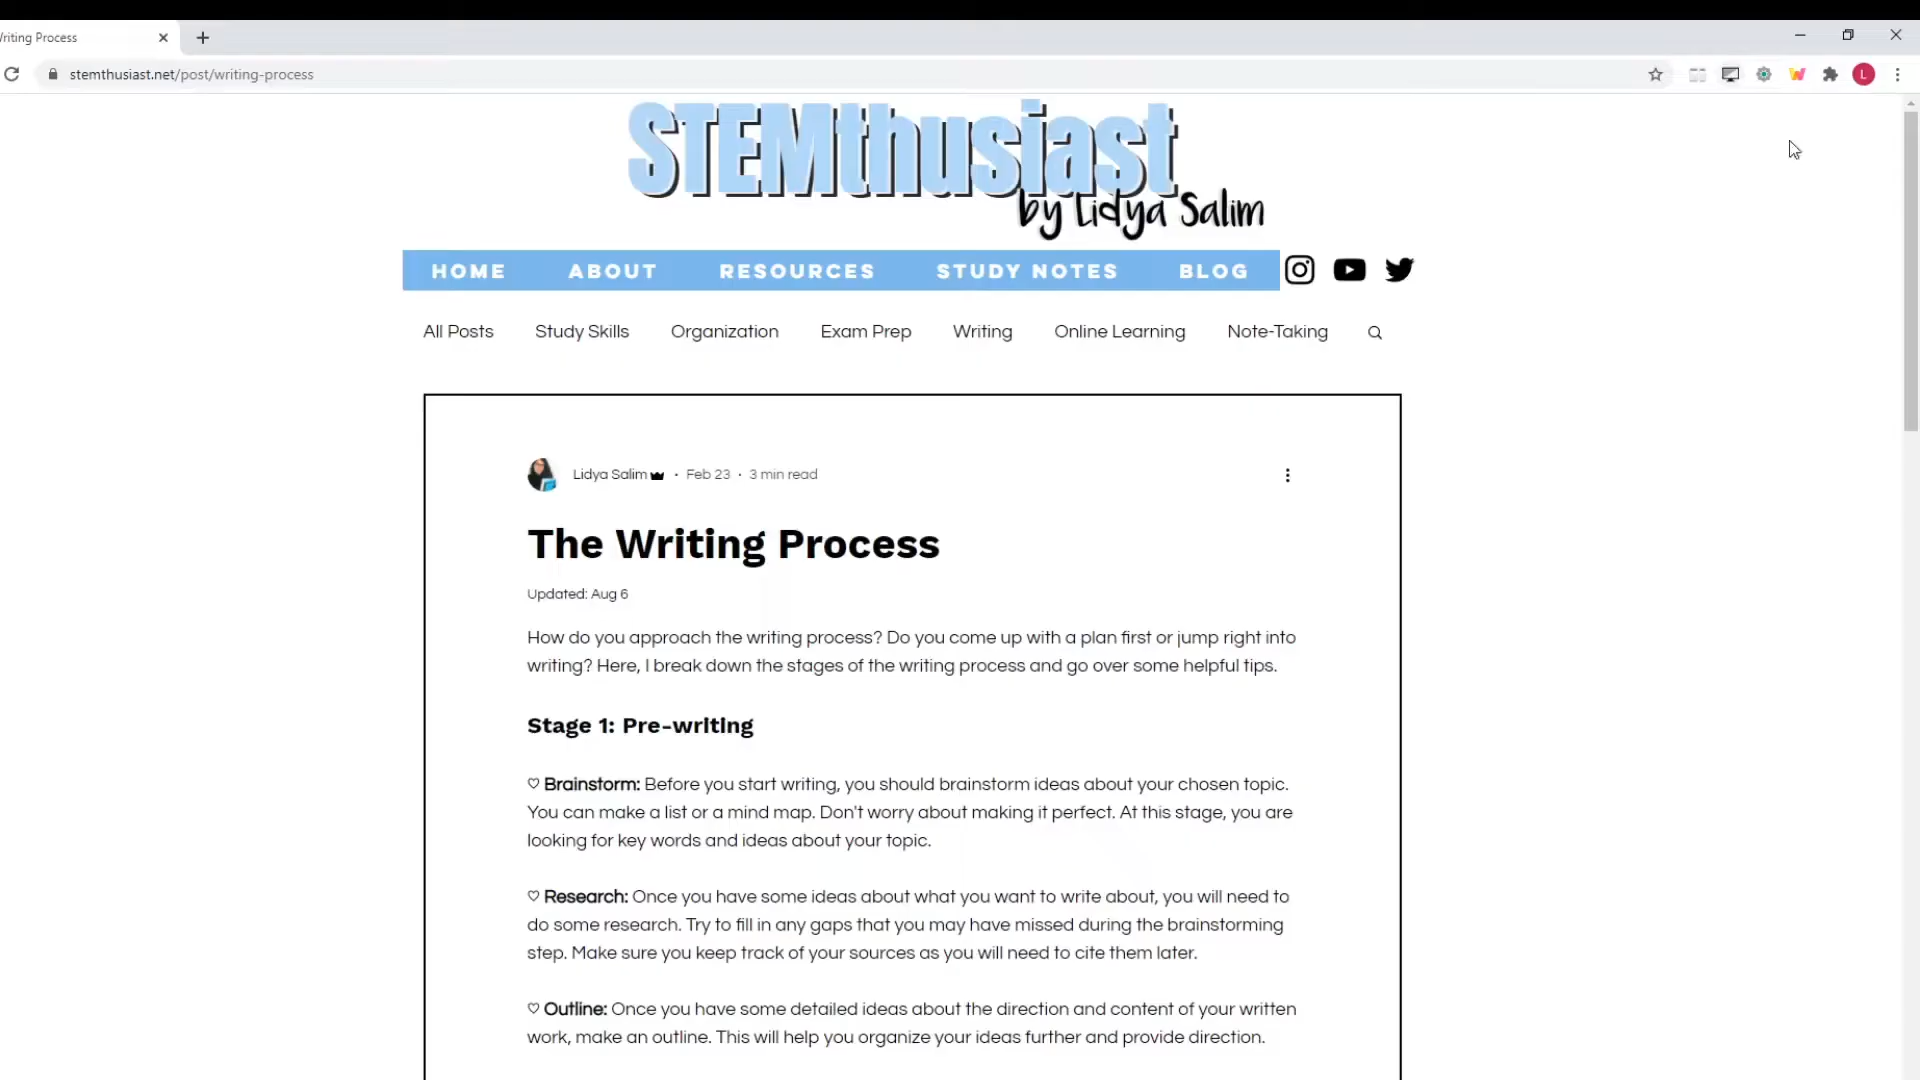 riting Process
stemthusiast.net/post/writing-process
L
STEMthusiast
by Lidya Salim
HOME ABOUT RESOURCES STUDY NOTES BLOG
All Posts Study Skills Organization Exam Prep Writing Online Learning Note-Taking
Lidya Salim · Feb 23 · 3 min read
The Writing Process
Updated: Aug 6
How do you approach the writing process? Do you come up with a plan first or jump right into
writing? Here, I break down the stages of the writing process and go over some helpful tips.
Stage 1: Pre-writing
♡ Brainstorm: Before you start writing, you should brainstorm ideas about your chosen topic.
You can make a list or a mind map. Don't worry about making it perfect. At this stage, you are
looking for key words and ideas about your topic.
♡ Research: Once you have some ideas about what you want to write about, you will need to
do some research. Try to fill in any gaps that you may have missed during the brainstorming
step. Make sure you keep track of your sources as you will need to cite them later.
♡ Outline: Once you have some detailed ideas about the direction and content of your written
work, make an outline. This will help you organize your ideas further and provide direction.